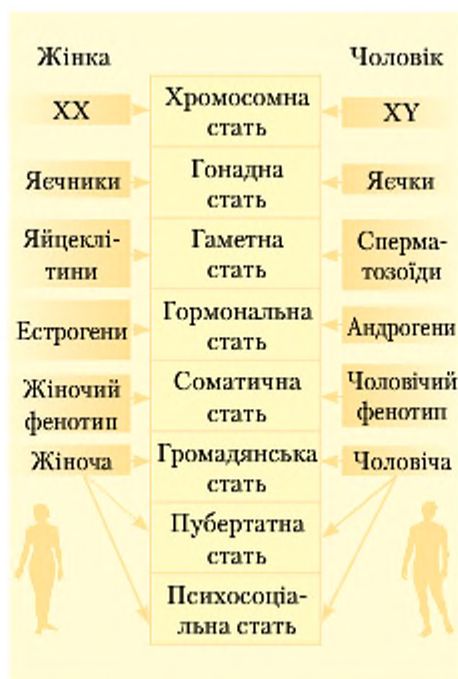 Жінка
Чоловік
XX
Хромосомна
стать
XY
Яєчники
Гонадна
стать
Яєчки
Яйцеклі-
тини
Гаметна
стать
Сперма-
тозоїди
Естрогени
Гормональна
стать
Андрогени
Жіночий
фенотип
Соматична
стать
Чоловічий
фенотип
Жіноча
Громадянська
стать
Чоловіча
Пубертатна
стать
Психосоціа-
льна стать